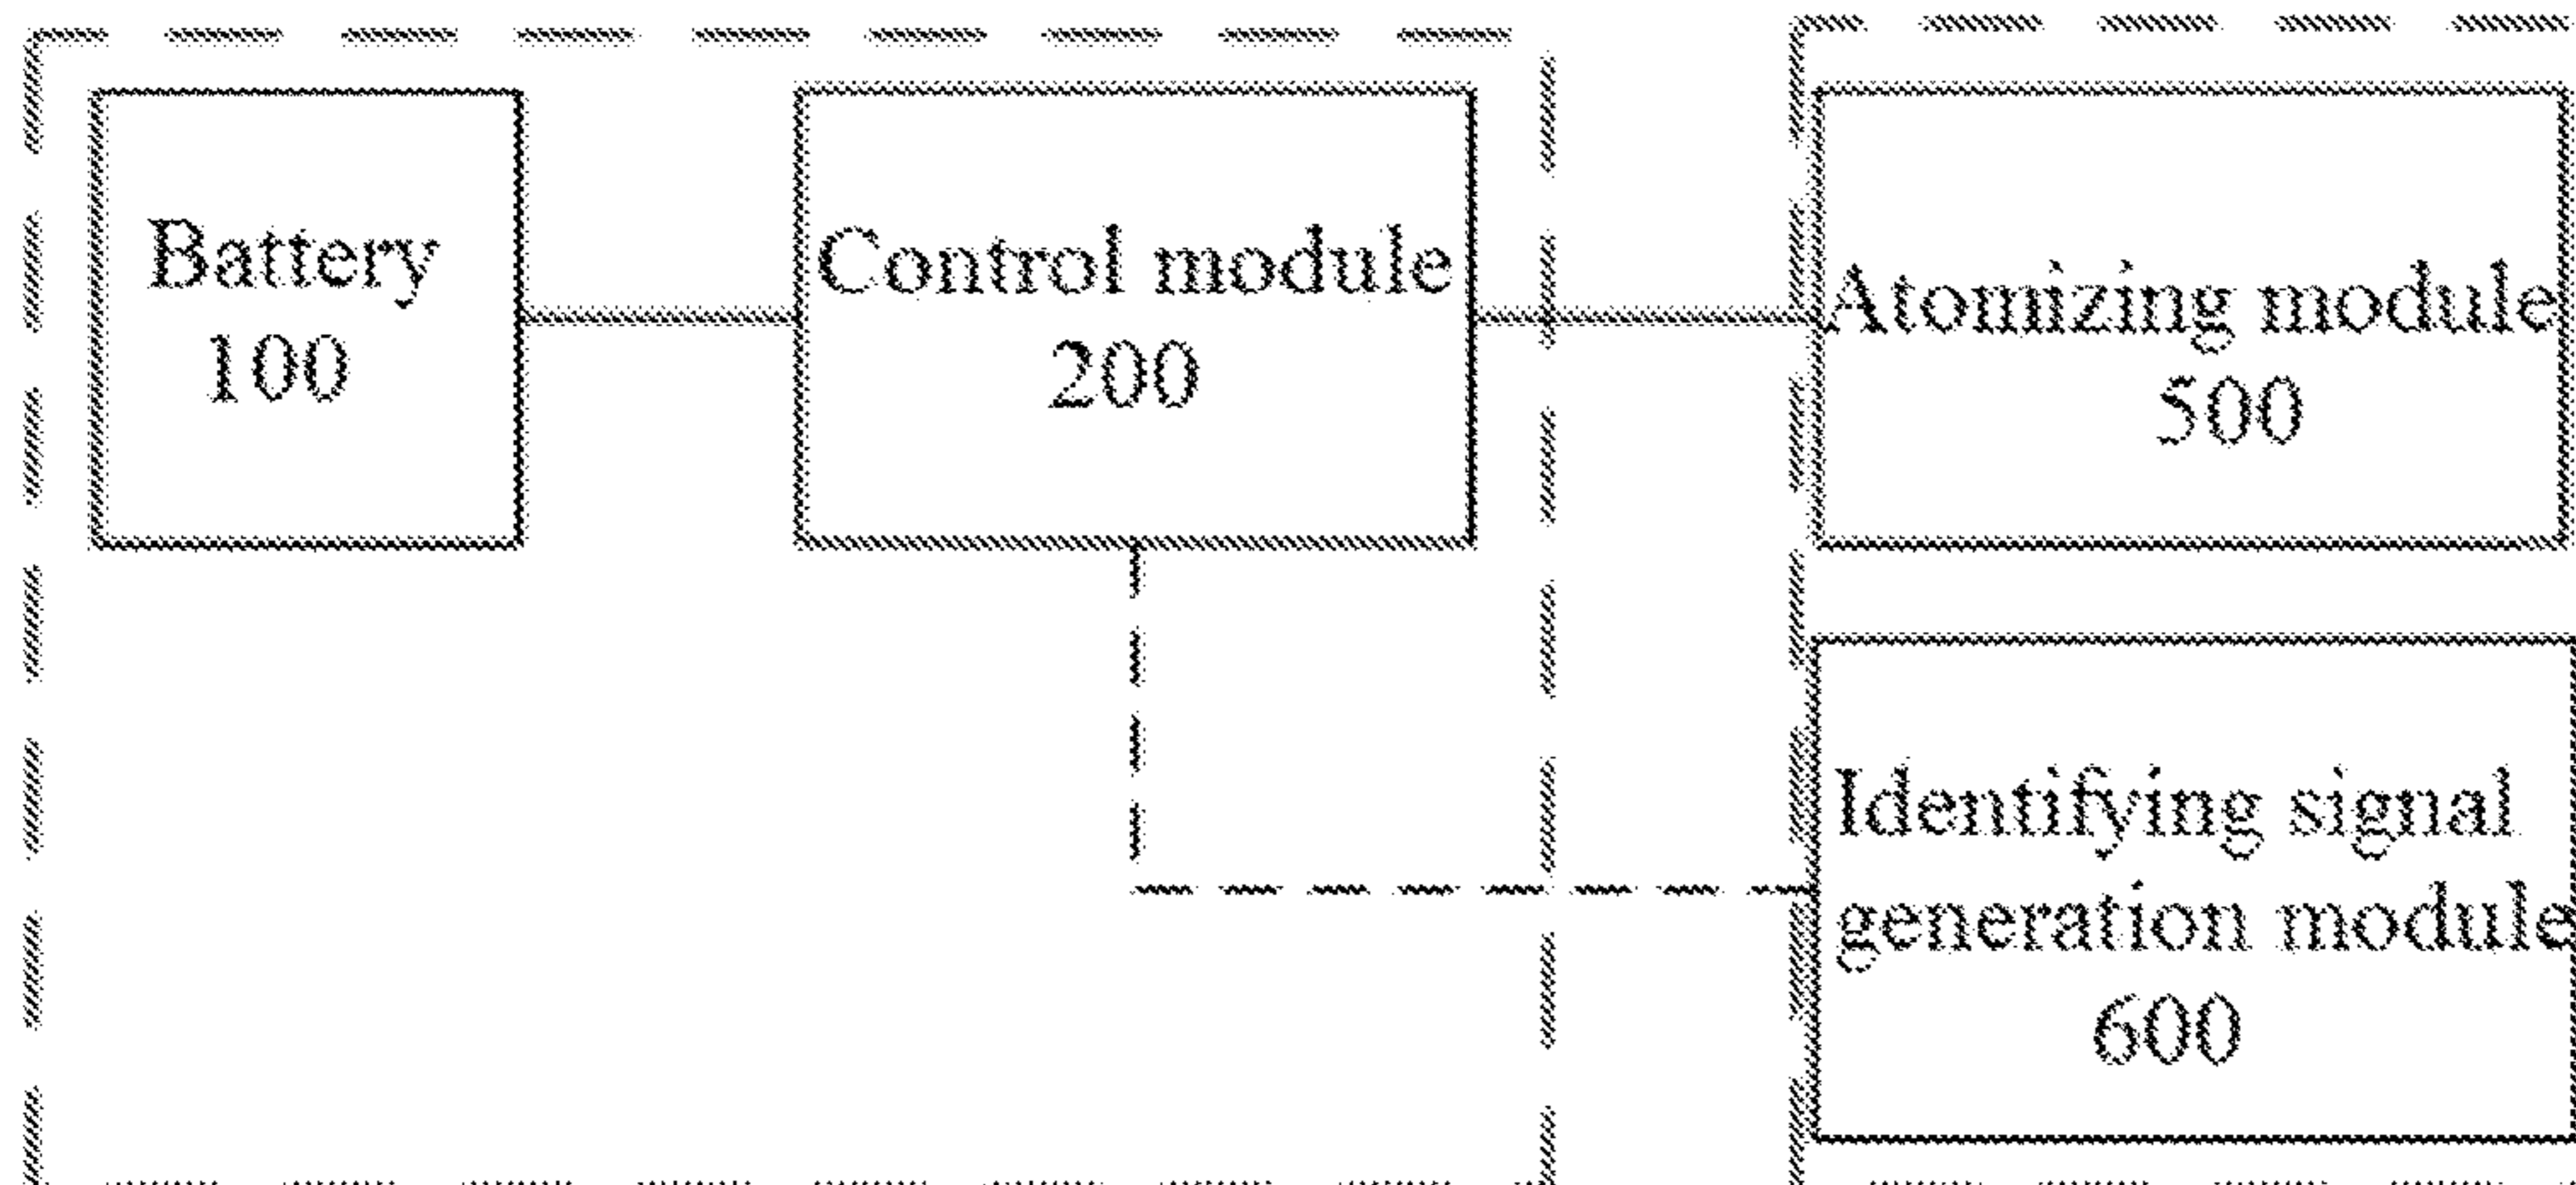 Battery
100
Control module
200
Atomizing module
500
Identifying signal
generation module
600